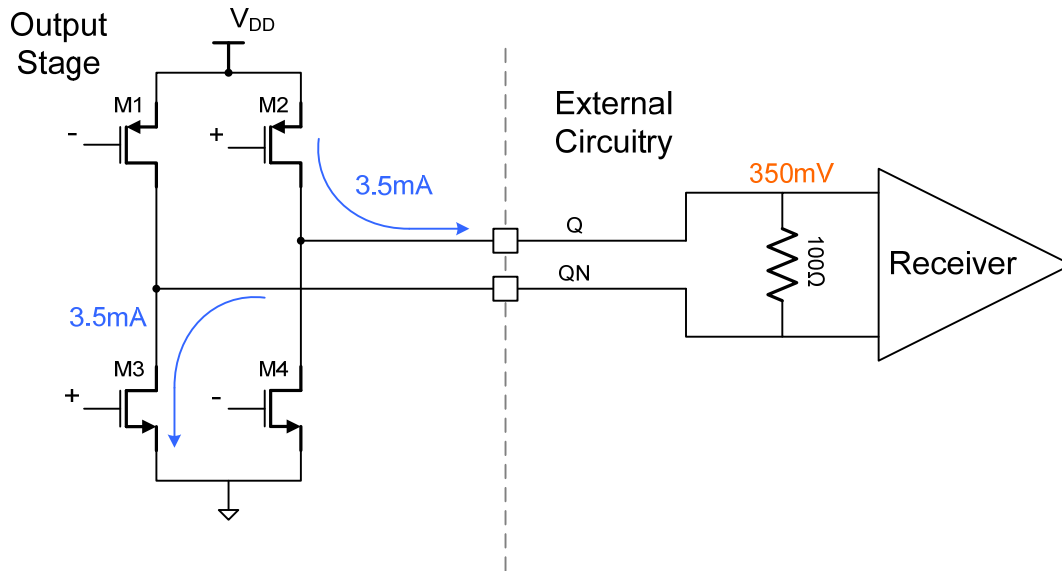 Output
Stage
VDD
M1
M2
-
+
3.5mA
External
Circuitry
350mV
Q
QN
100Ω
Receiver
3.5mA
M3
M4
+
-